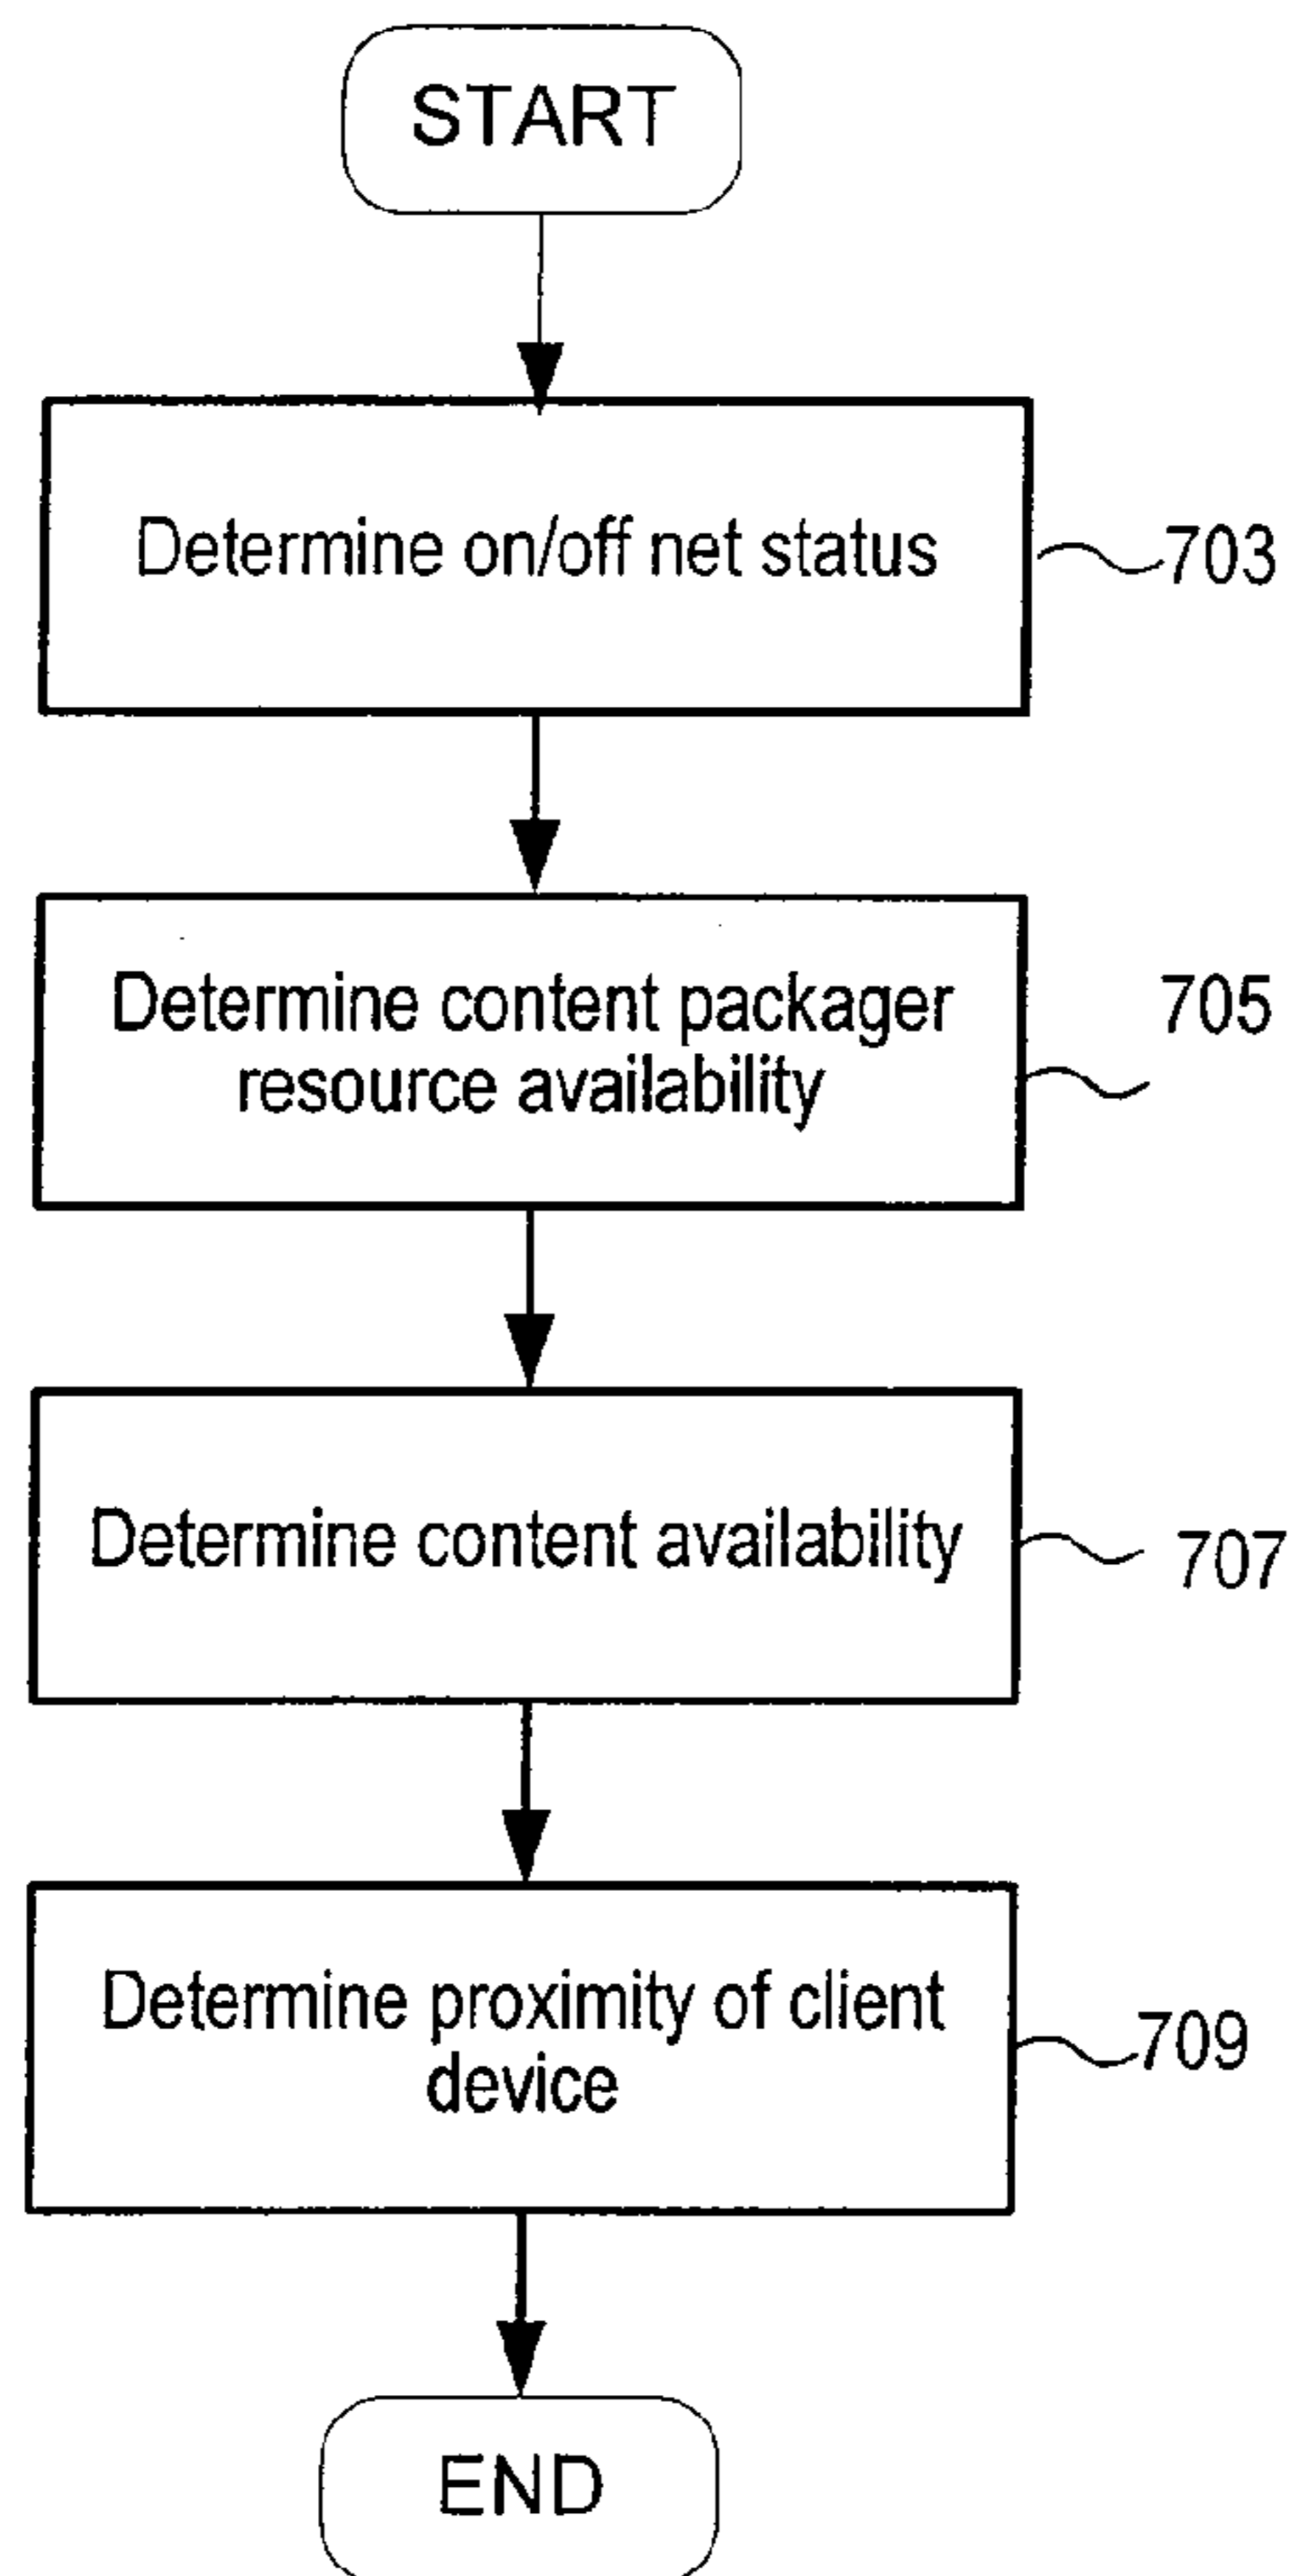 START
Determine on/off net status
703
Determine content packager
resource availability
705
Determine content availability
707
Determine proximity of client
device
709
END